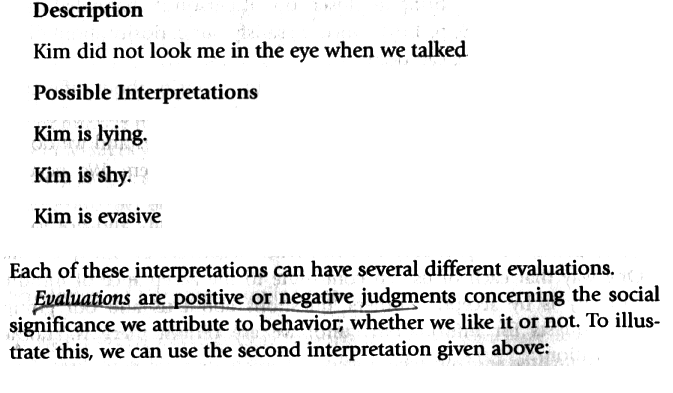 Description
Kim did not look me in the eye when we talked
Possible Interpretations
Kim is lying.
Kim is shy.
Kim is evasive
Each of these interpretations can have several different evaluations.
Evaluations are positive or negative judgments concerning the social
significance we attribute to behavior; whether we like it or not. To illus-
trate this, we can use the second interpretation given above: